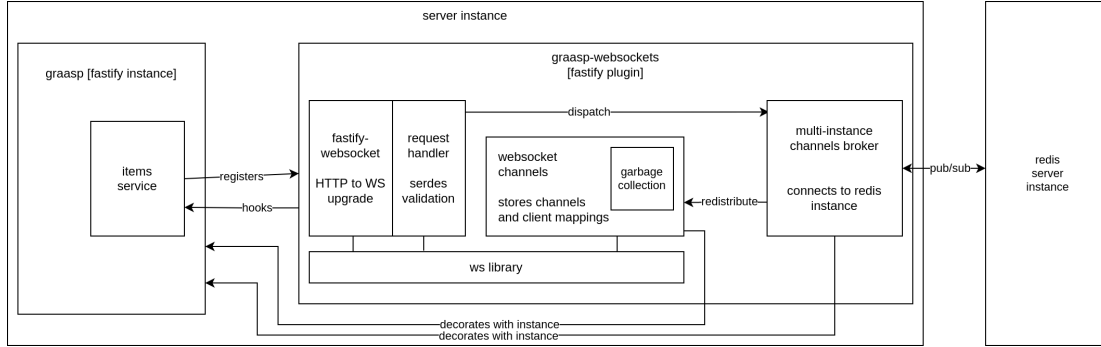 server instance
graasp [fastify instance]
graasp-websockets
[fastify plugin]
items
service
registers
hooks
fastify-
websocket
HTTP to WS
upgrade
request
handler
serdes
validation
dispatch
websocket
channels
stores channels
and client mappings
garbage
collection
redistribute
multi-instance
channels broker
connects to redis
instance
pub/sub
redis
server
instance
ws library
decorates with instance
decorates with instance